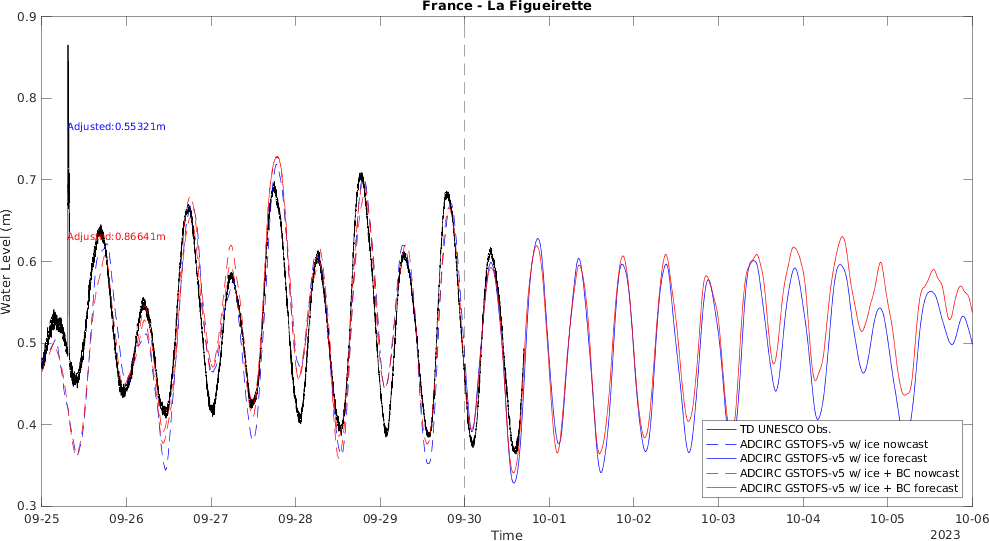 France - La Figueirette
0.9
0.8
0.7
0.6
0.5
0.4
0.3
Water Level (m)
Adjusted:0.55321m
Adjusted:0.86641m
TD UNESCO Obs.
ADCIRC GSTOFS-v5 w/ ice nowcast
ADCIRC GSTOFS-v5 w/ ice forecast
ADCIRC GSTOFS-v5 w/ ice + BC nowcast
ADCIRC GSTOFS-v5 w/ ice + BC forecast
09-25 09-26 09-27 09-28 09-29 09-30 10-01 10-02 10-03 10-04 10-05 10-06
Time
2023